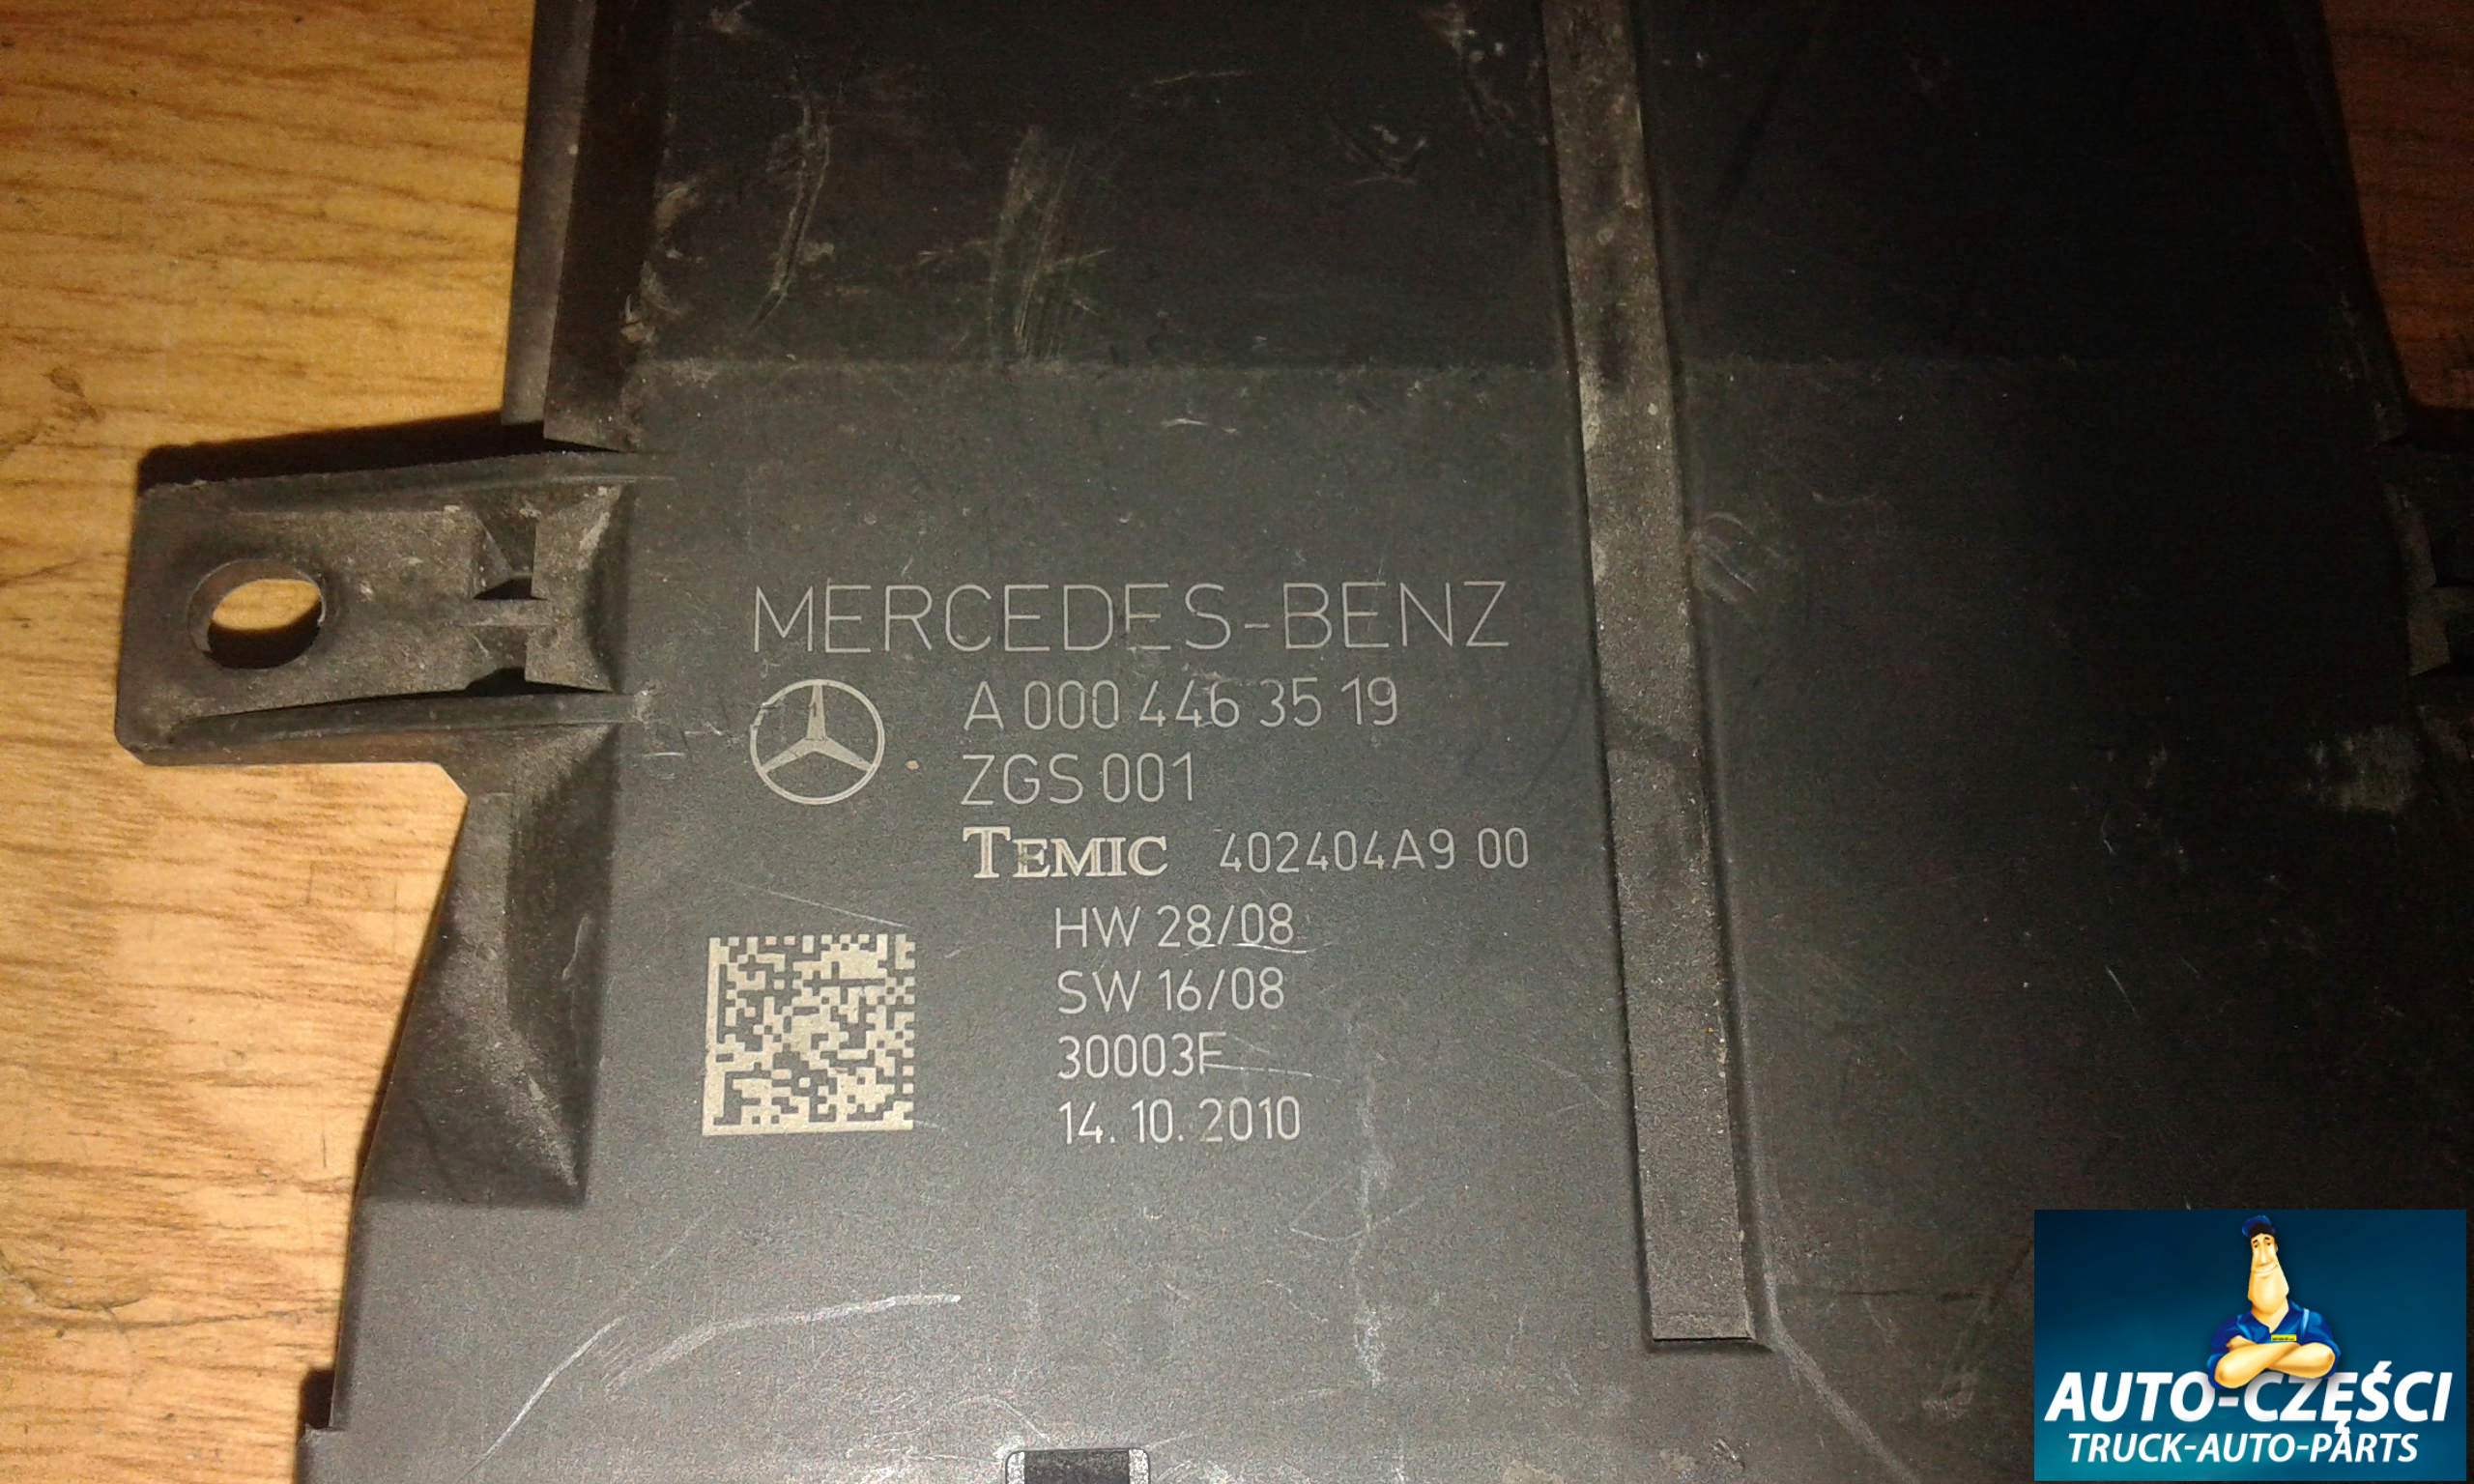 MERCEDES-BENZ
A 000 446 35 19
ZGS 001
TEMIC 402404A9 00
HW 28/08
SW 16/08
30003F
14.10.2010
AUTO-CZĘŚCI
TRUCK-AUTO-PARTS